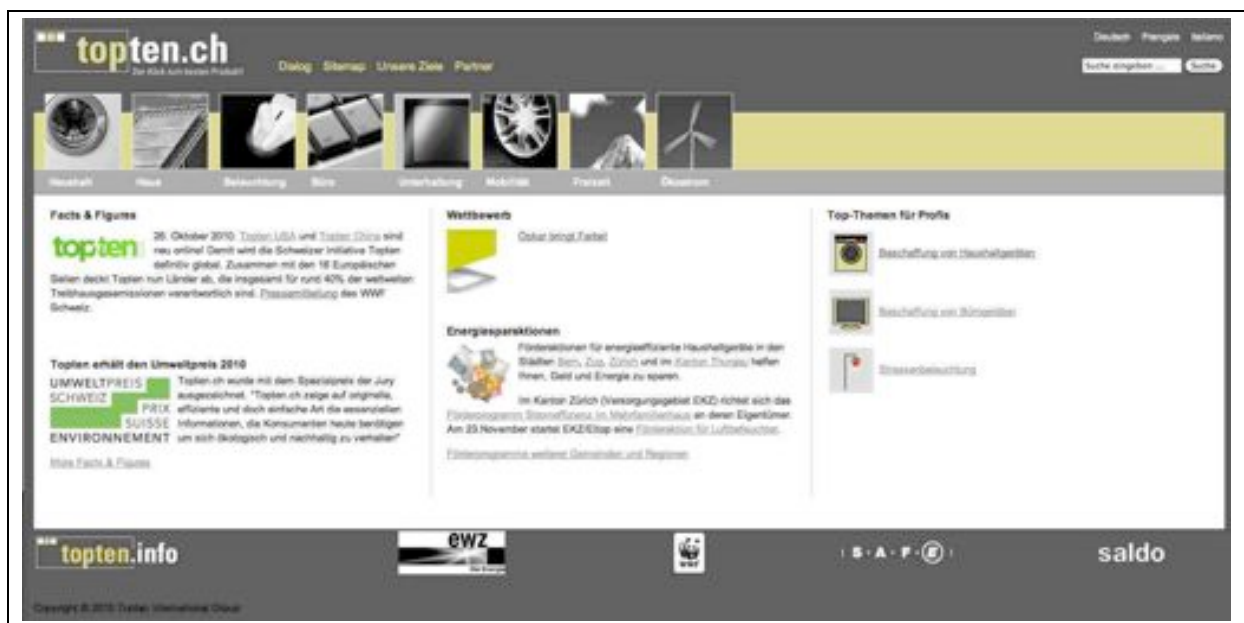 topten.ch
Der Klick zum besten Produkt!
Dialog Sitemap Unsere Ziele Partner
Deutsch Français Italiano
Suche eingeben ... Suche
Haushalt Haus Beleuchtung Büro Unterhaltung Mobilität Freizeit Ökostrom
Facts & Figures
topten
26. Oktober 2010. Topten USA und Topten China sind
neu online! Damit wird die Schweizer Initiative Topten
definitiv global. Zusammen mit den 16 Europäischen
Seiten deckt Topten nun Länder ab, die insgesamt für rund 40% der weltweiten
Treibhausgasemissionen verantwortlich sind. Pressemitteilung des WWF
Schweiz.
Topten erhält den Umweltpreis 2010
UMWELTPREIS
SCHWEIZ
PRIX
SUISSE
ENVIRONNEMENT
Topten.ch wurde mit dem Spezialpreis der Jury
ausgezeichnet. "Topten.ch zeige auf originelle,
effiziente und doch einfache Art die essenziellen
Informationen, die Konsumenten heute benötigen
um sich ökologisch und nachhaltig zu verhalten"
More Facts & Figures
Wettbewerb
Oskar bringt Farbe!
Energiesparaktionen
Förderaktionen für energieeffiziente Haushaltgeräte in den
Städten Bern, Zug, Zürich und im Kanton Thurgau helfen
Ihnen, Geld und Energie zu sparen.
Im Kanton Zürich (Versorgungsgebiet EKZ) richtet sich das
Förderprogramm Stromeffizienz im Mehrfamilienhaus an deren Eigentümer.
Am 23.November startet EKZ/Eltop eine Förderaktion für Luftbefeuchter.
Förderprogramme weiterer Gemeinden und Regionen
Top-Themen für Profis
Beschaffung von Haushaltgeräten
Beschaffung von Bürogeräten
Strassenbeleuchtung
topten.info
ewz
Die Energie
WWF
S·A·F·E
saldo
Copyright © 2010 Topten International Group